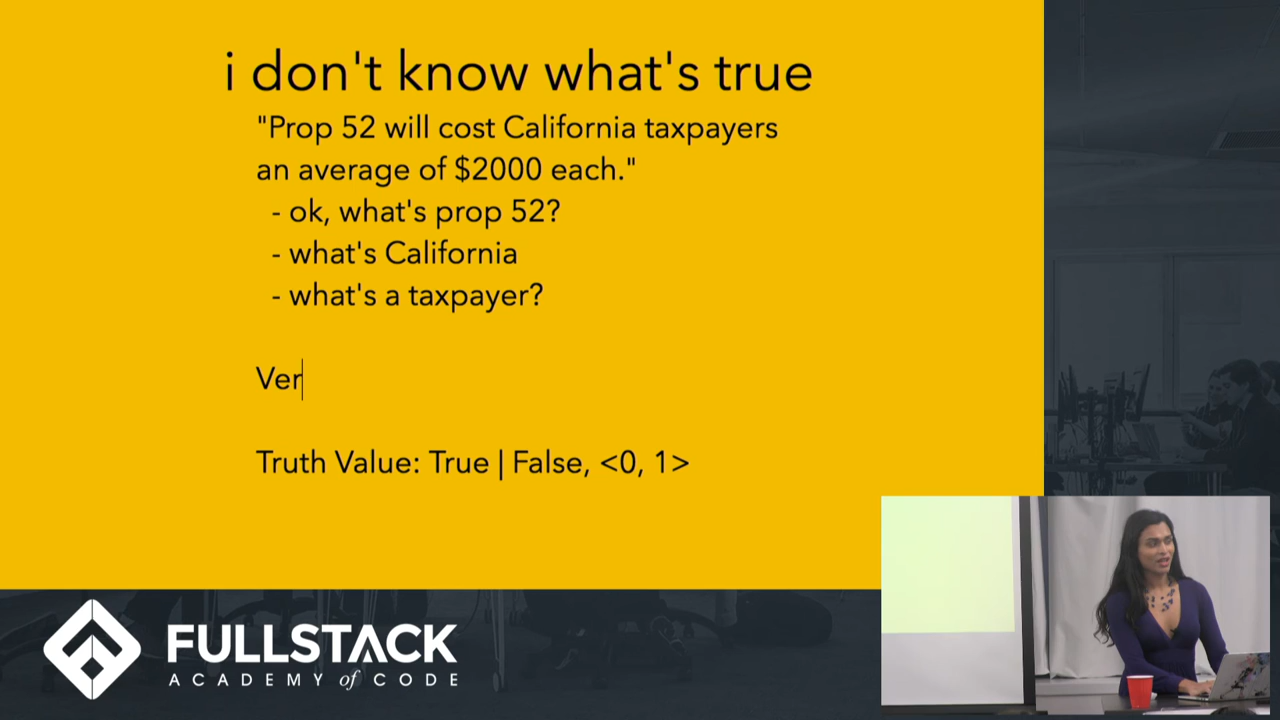 i don't know what's true
"Prop 52 will cost California taxpayers
an average of $2000 each."
- ok, what's prop 52?
- what's California
- what's a taxpayer?
Ver
Truth Value: True | False, <0, 1>
FULLSTACK
ACADEMY of CODE